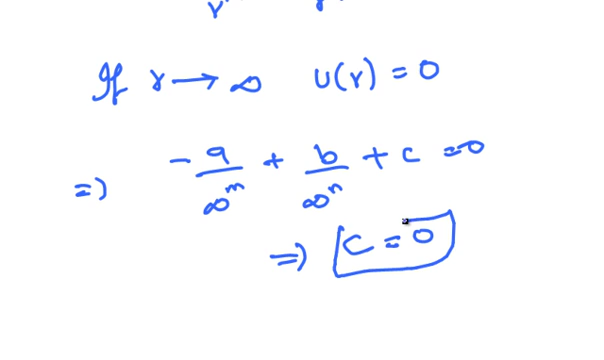 If r → ∞ U(r) = 0
⇒ - a/∞^m + b/∞^n + c = 0
⇒ c = 0